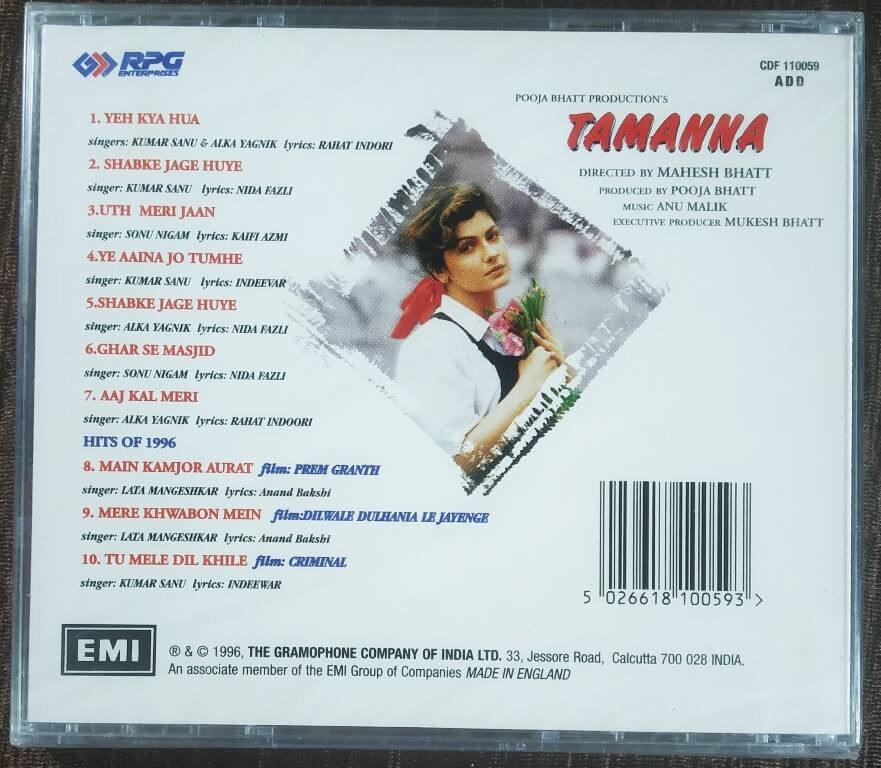 RPG
ENTERPRISES
CDF 110059
ADD
POOJA BHATT PRODUCTION'S
TAMANNA
DIRECTED BY MAHESH BHATT
PRODUCED BY POOJA BHATT
MUSIC ANU MALIK
EXECUTIVE PRODUCER MUKESH BHATT
1. YEH KYA HUA
singers: KUMAR SANU & ALKA YAGNIK lyrics: RAHAT INDORI
2. SHABKE JAGE HUYE
singer: KUMAR SANU lyrics: NIDA FAZLI
3.UTH MERI JAAN
singer: SONU NIGAM lyrics: KAIFI AZMI
4.YE AAINA JO TUMHE
singer: KUMAR SANU lyrics: INDEEVAR
5.SHABKE JAGE HUYE
singer: ALKA YAGNIK lyrics: NIDA FAZLI
6.GHAR SE MASJID
singer: SONU NIGAM lyrics: NIDA FAZLI
7. AAJ KAL MERI
singer: ALKA YAGNIK lyrics: RAHAT INDOORI
HITS OF 1996
8. MAIN KAMJOR AURAT film: PREM GRANTH
singer: LATA MANGESHKAR lyrics: Anand Bakshi
9. MERE KHWABON MEIN film:DILWALE DULHANIA LE JAYENGE
singer: LATA MANGESHKAR lyrics: Anand Bakshi
10. TU MELE DIL KHILE film: CRIMINAL
singer: KUMAR SANU lyrics: INDEEWAR
5 026618 100593 >
EMI
® & © 1996, THE GRAMOPHONE COMPANY OF INDIA LTD. 33, Jessore Road, Calcutta 700 028 INDIA.
An associate member of the EMI Group of Companies MADE IN ENGLAND